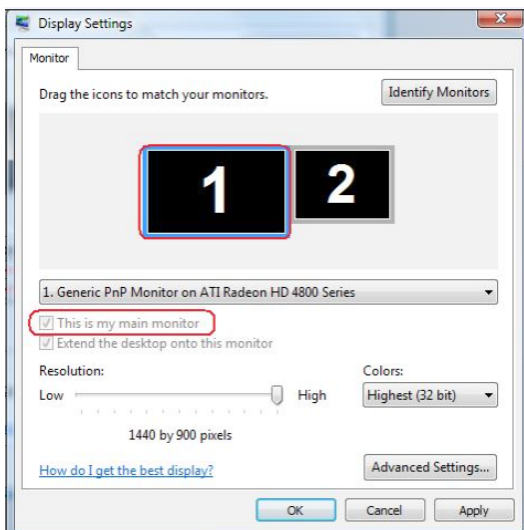 Display Settings
Monitor
Drag the icons to match your monitors.
Identify Monitors
1 2
1. Generic PnP Monitor on ATI Radeon HD 4800 Series
This is my main monitor
Extend the desktop onto this monitor
Resolution: Colors:
Low High Highest (32 bit)
1440 by 900 pixels
How do I get the best display? Advanced Settings...
OK Cancel Apply